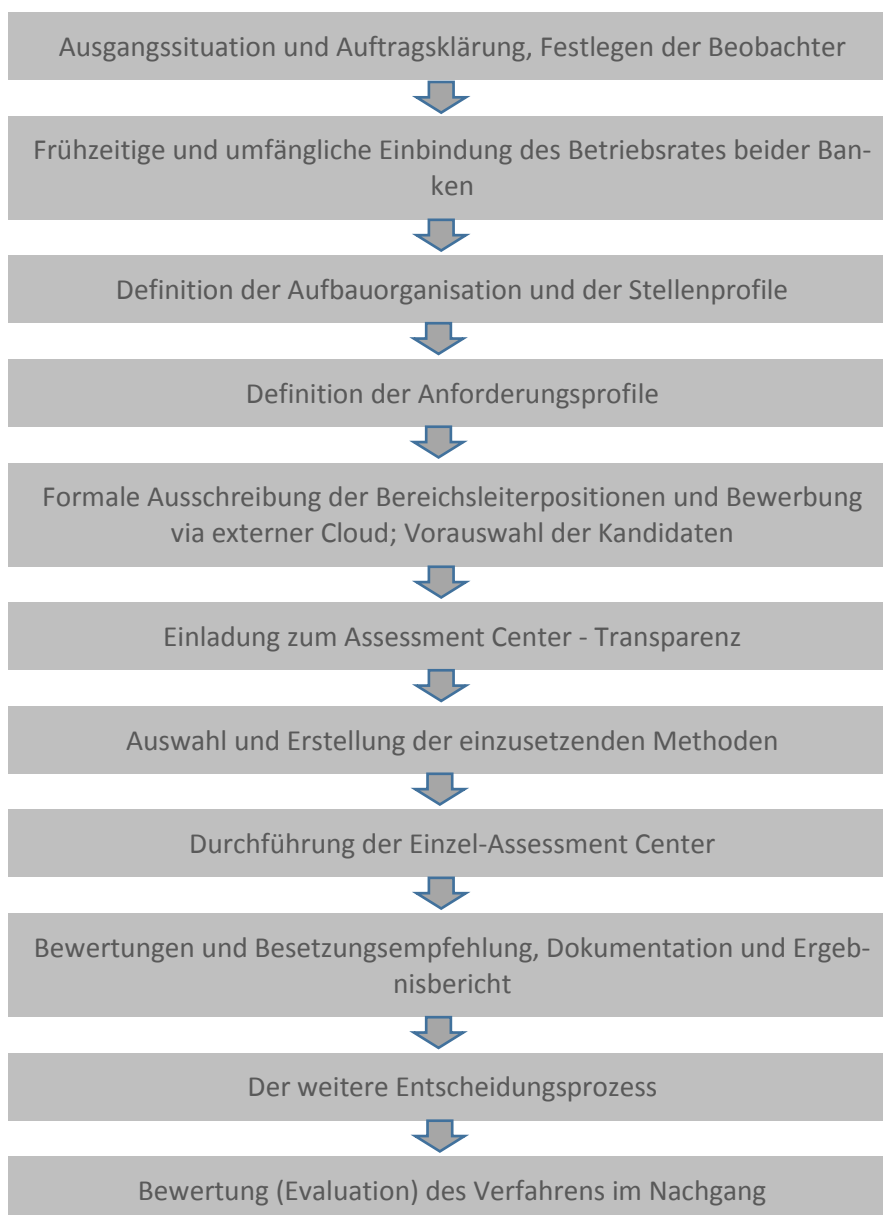 Ausgangssituation und Auftragsklärung, Festlegen der Beobachter
Frühzeitige und umfängliche Einbindung des Betriebsrates beider Ban-
ken
Definition der Aufbauorganisation und der Stellenprofile
Definition der Anforderungsprofile
Formale Ausschreibung der Bereichsleiterpositionen und Bewerbung
via externer Cloud; Vorauswahl der Kandidaten
Einladung zum Assessment Center - Transparenz
Auswahl und Erstellung der einzusetzenden Methoden
Durchführung der Einzel-Assessment Center
Bewertungen und Besetzungsempfehlung, Dokumentation und Ergeb-
nisbericht
Der weitere Entscheidungsprozess
Bewertung (Evaluation) des Verfahrens im Nachgang